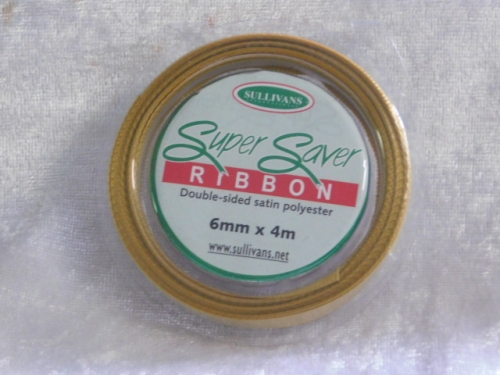 SULLIVANS
Super Saver
RIBBON
Double-sided satin polyester
6mm x 4m
www.sullivans.net